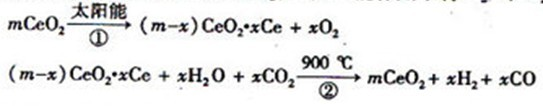 mCeO₂ 太阳能 ① (m-x)CeO₂·xCe + xO₂
(m-x)CeO₂·xCe + xH₂O + xCO₂ 900 ℃ ② mCeO₂ + xH₂ + xCO